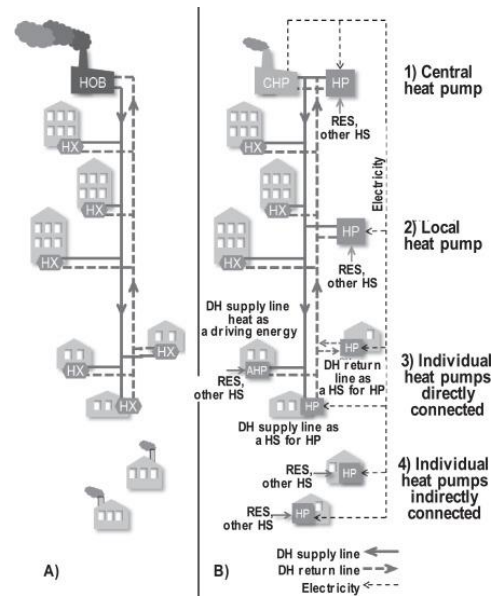 HOB
HX
HX
HX
HX
HX
HX
A)
CHP
HP
RES,
other HS
1) Central
heat pump
Electricity
HP
2) Local
heat pump
RES,
other HS
DH supply line
heat as
a driving energy
HP
AHP
RES,
other HS
DH return
line as
a HS for HP
HP
DH supply line as
a HS for HP
3) Individual
heat pumps
directly
connected
RES,
other HS
HP
RES,
other HS
HP
4) Individual
heat pumps
indirectly
connected
B)
DH supply line
DH return line
Electricity